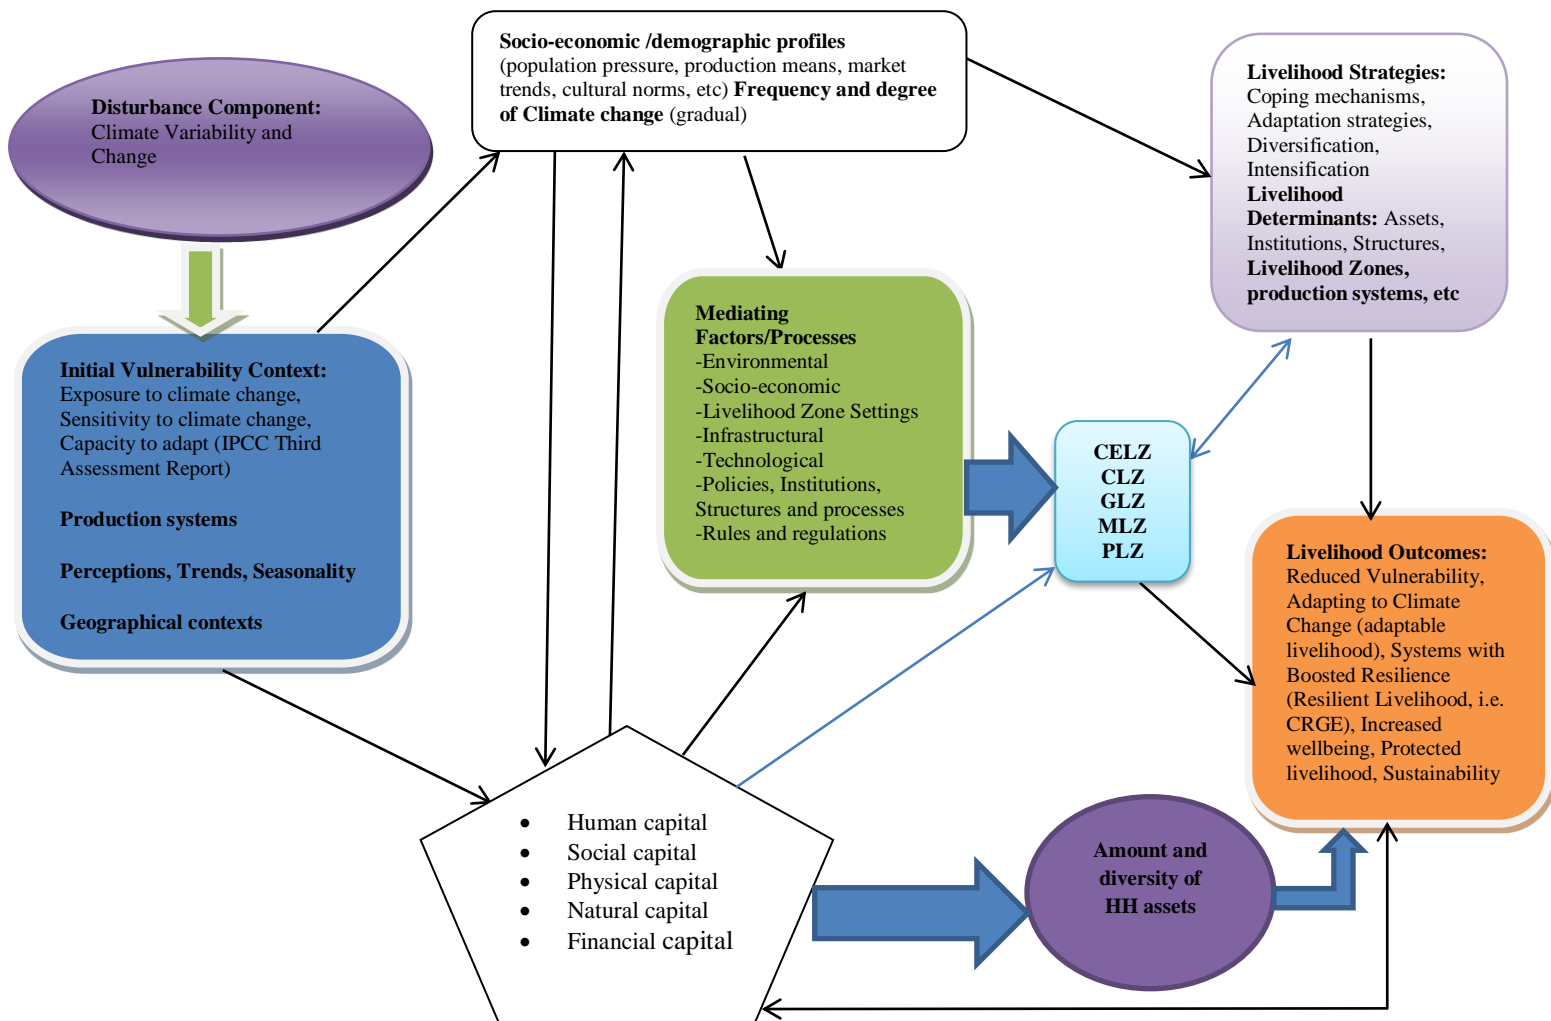 Socio-economic /demographic profiles
(population pressure, production means, market
trends, cultural norms, etc) Frequency and degree
of Climate change (gradual)
Disturbance Component:
Climate Variability and
Change
Livelihood Strategies:
Coping mechanisms,
Adaptation strategies,
Diversification,
Intensification
Livelihood
Determinants: Assets,
Institutions, Structures,
Livelihood Zones,
production systems, etc
Initial Vulnerability Context:
Exposure to climate change,
Sensitivity to climate change,
Capacity to adapt (IPCC Third
Assessment Report)
Production systems
Perceptions, Trends, Seasonality
Geographical contexts
Mediating
Factors/Processes
-Environmental
-Socio-economic
-Livelihood Zone Settings
-Infrastructural
-Technological
-Policies, Institutions,
Structures and processes
-Rules and regulations
CELZ
CLZ
GLZ
MLZ
PLZ
Livelihood Outcomes:
Reduced Vulnerability,
Adapting to Climate
Change (adaptable
livelihood), Systems with
Boosted Resilience
(Resilient Livelihood, i.e.
CRGE), Increased
wellbeing, Protected
livelihood, Sustainability
• Human capital
• Social capital
• Physical capital
• Natural capital
• Financial capital
Amount and
diversity of
HH assets